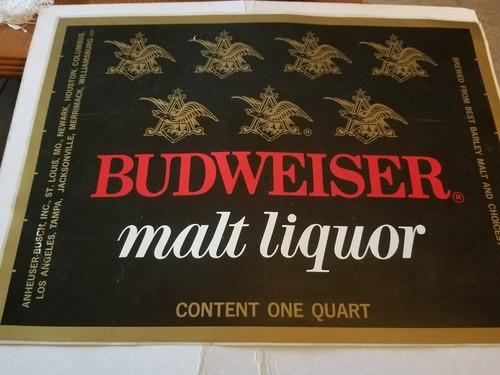 ANHEUSER-BUSCH, INC., ST. LOUIS, MO., NEWARK, HOUSTON, COLUMBUS,
LOS ANGELES, TAMPA, JACKSONVILLE, MERRIMACK, WILLIAMSBURG
BUDWEISER®
malt liquor
CONTENT ONE QUART
BREWED FROM BEST BARLEY MALT AND CHOICE